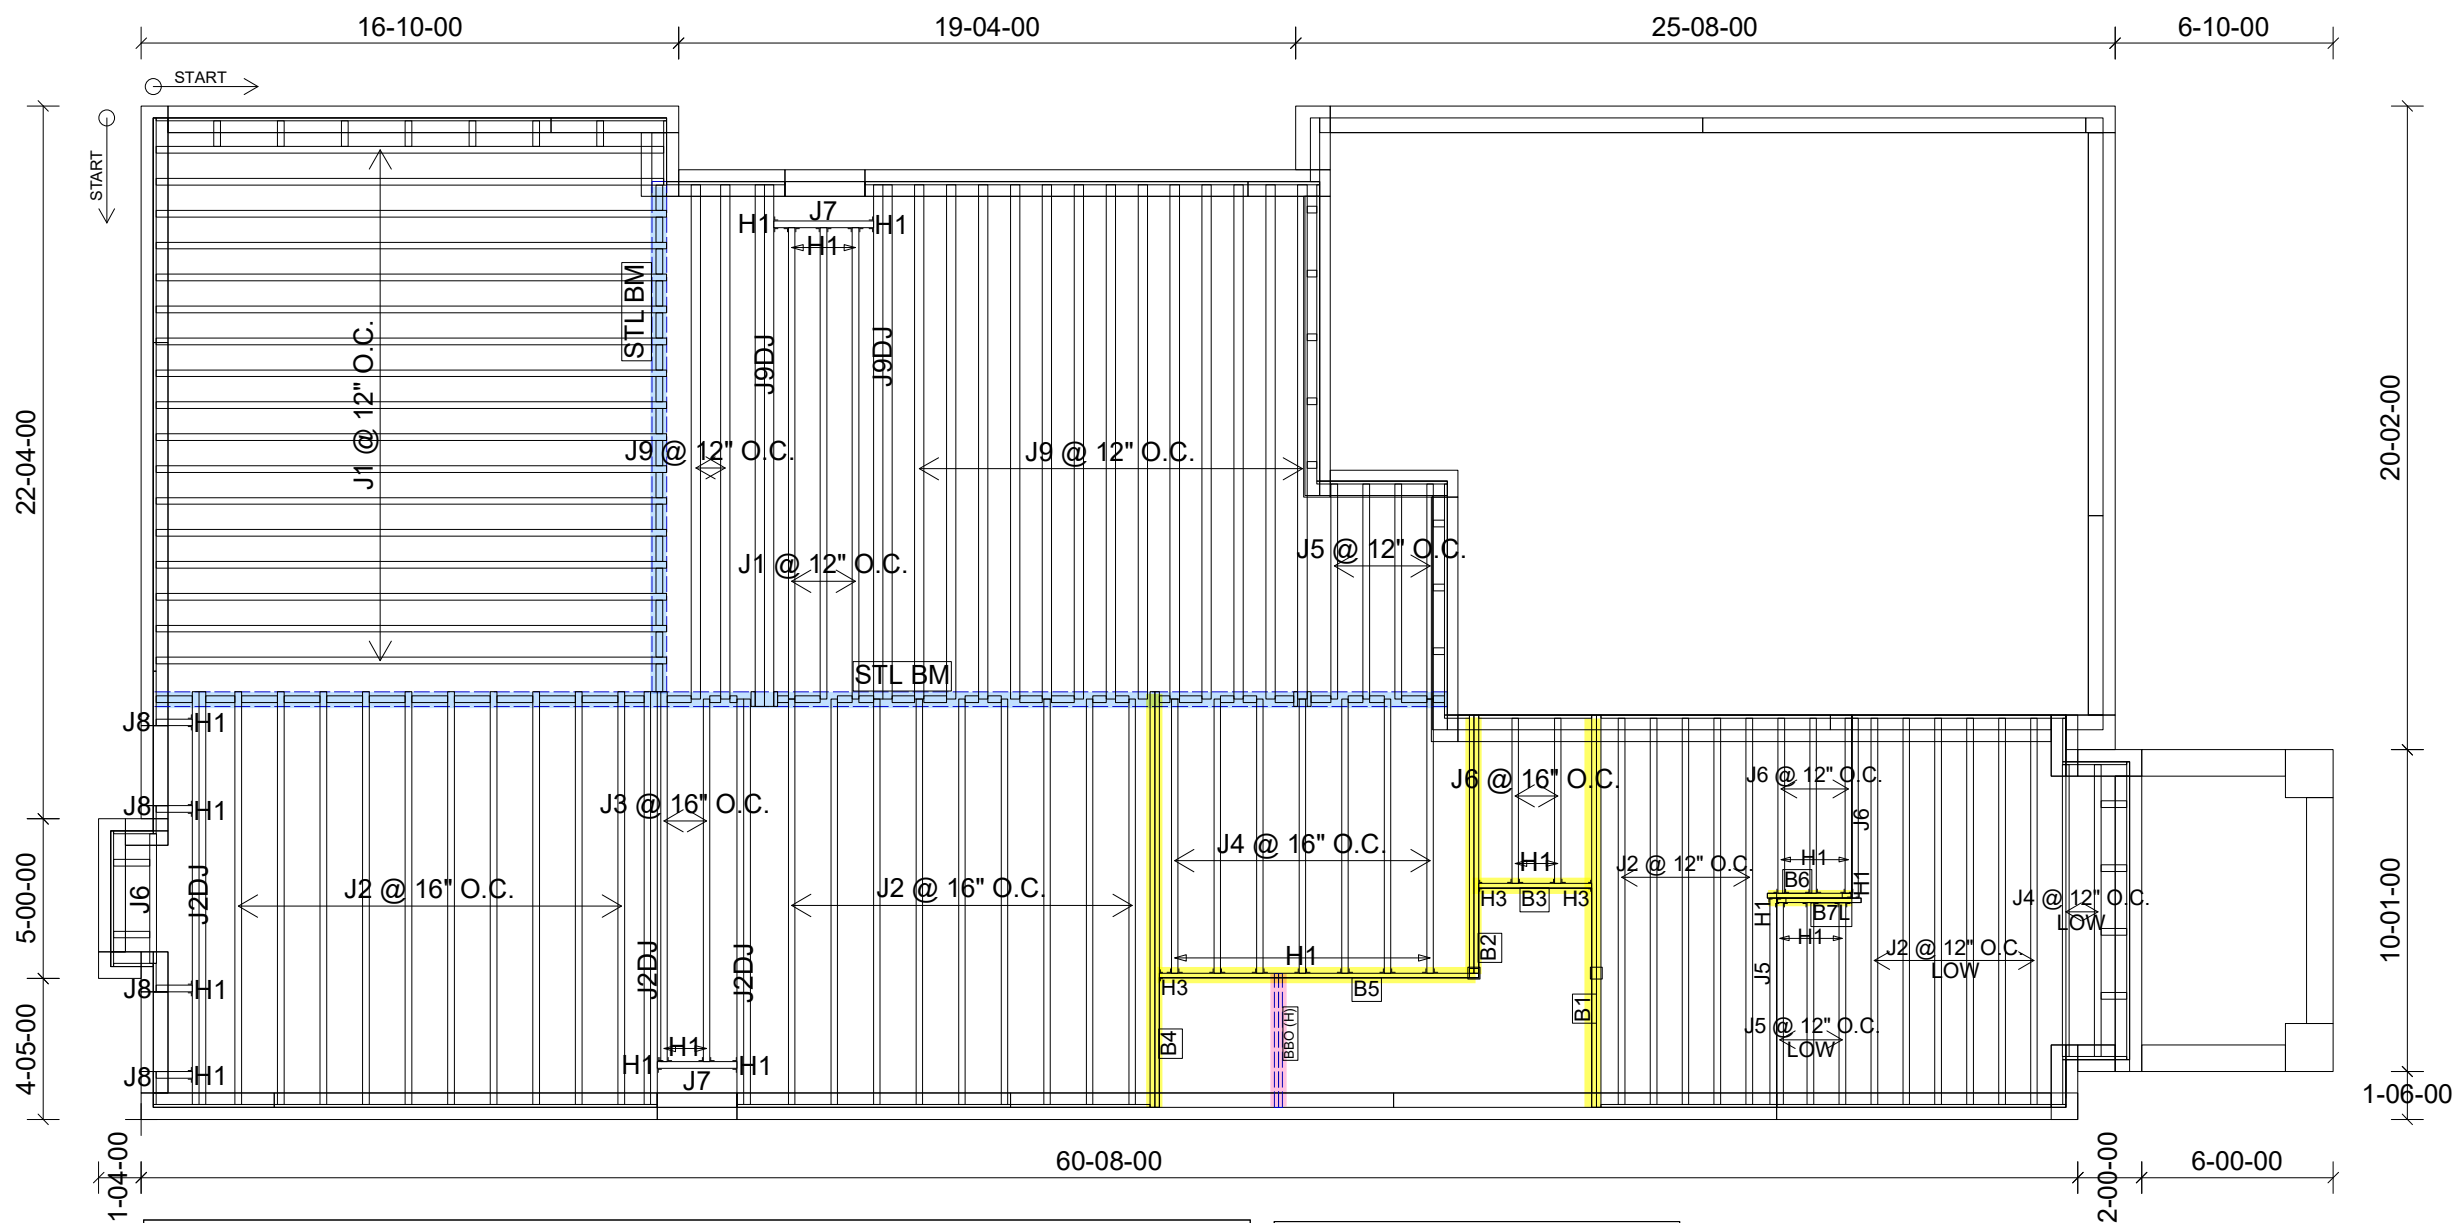 16-10-00
19-04-00
25-08-00
6-10-00
START
START
22-04-00
5-00-00
4-05-00
20-02-00
10-01-00
1-06-00
H1
J7
H1
H1
STL BM
J1 @ 12" O.C.
J9DJ
J9DJ
J9 @ 12" O.C.
J9 @ 12" O.C.
J1 @ 12" O.C.
J5 @ 12" O.C.
STL BM
J8
H1
J8
H1
J8
H1
J8
H1
J6
J2DJ
J2 @ 16" O.C.
J3 @ 16" O.C.
J2DJ
J2DJ
J2 @ 16" O.C.
H1
H1
H1
J7
J4 @ 16" O.C.
H1
H3
B5
B4
BBO (H)
J6 @ 16" O.C.
H1
H3
B3
H3
B2
B1
J2 @ 12" O.C.
J6 @ 12" O.C.
J6
H1
B6
H1
H1
B7L
H1
J5
J5 @ 12" O.C.
LOW
J2 @ 12" O.C.
LOW
J4 @ 12" O.C.
LOW
1-04-00
60-08-00
2-00-00
6-00-00